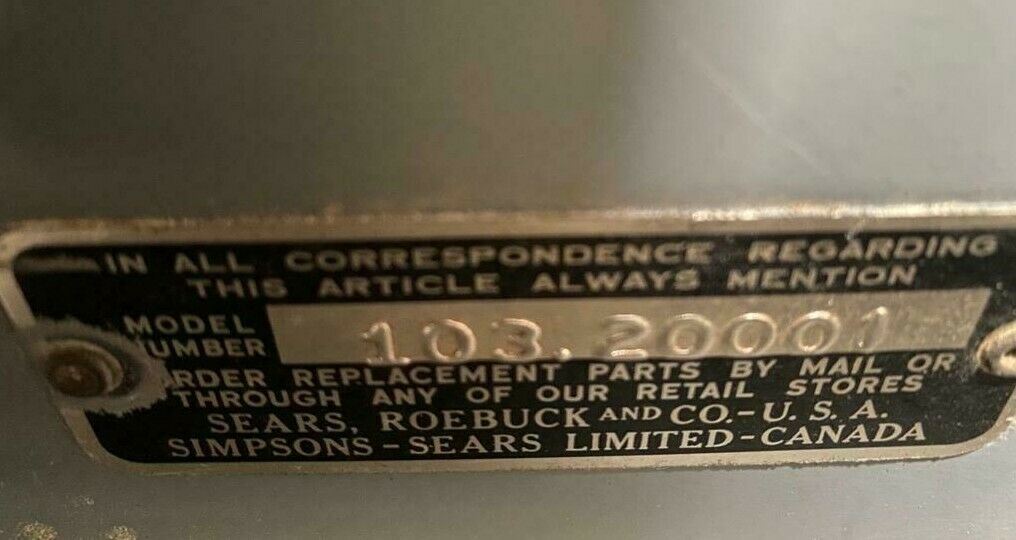 IN ALL CORRESPONDENCE REGARDING
THIS ARTICLE ALWAYS MENTION
MODEL
NUMBER 103.20001
ORDER REPLACEMENT PARTS BY MAIL OR
THROUGH ANY OF OUR RETAIL STORES
SEARS, ROEBUCK AND CO.-U. S. A.
SIMPSONS-SEARS LIMITED-CANADA